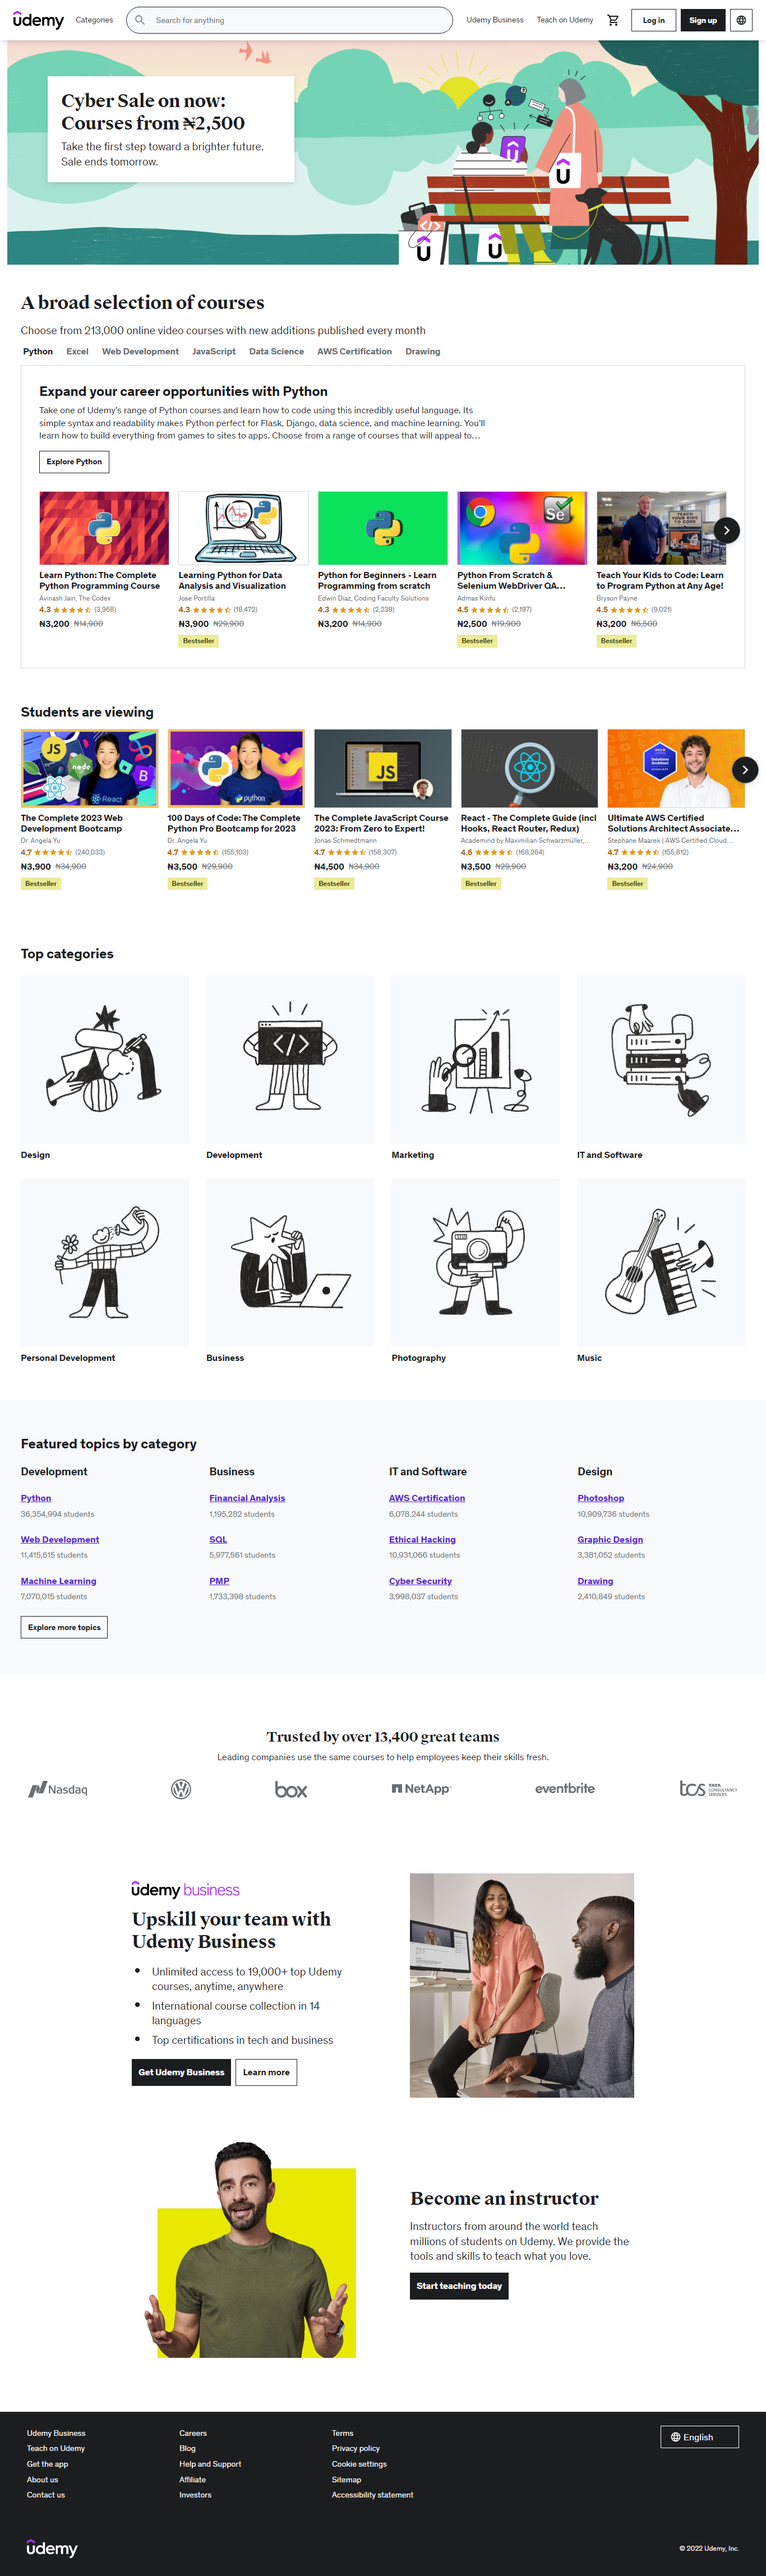 udemy
Categories
Search for anything
Udemy Business
Teach on Udemy
Log in
Sign up
Cyber Sale on now:
Courses from ₦2,500
Take the first step toward a brighter future.
Sale ends tomorrow.
A broad selection of courses
Choose from 213,000 online video courses with new additions published every month
Python
Excel
Web Development
JavaScript
Data Science
AWS Certification
Drawing
Expand your career opportunities with Python
Take one of Udemy's range of Python courses and learn how to code using this incredibly useful language. Its
simple syntax and readability makes Python perfect for Flask, Django, data science, and machine learning. You'll
learn how to build everything from games to sites to apps. Choose from a range of courses that will appeal to…
Explore Python
Se
TEACH
YOUR KIDS
TO CODE
Learn Python: The Complete
Python Programming Course
Avinash Jain, The Codex
4.3 (3,968)
₦3,200 ₦14,900
Learning Python for Data
Analysis and Visualization
Jose Portilla
4.3 (18,472)
₦3,900 ₦29,900
Bestseller
Python for Beginners - Learn
Programming from scratch
Edwin Diaz, Coding Faculty Solutions
4.3 (2,239)
₦3,200 ₦14,900
Python From Scratch &
Selenium WebDriver QA…
Admas Kinfu
4.5 (2,197)
₦2,500 ₦19,900
Bestseller
Teach Your Kids to Code: Learn
to Program Python at Any Age!
Bryson Payne
4.5 (9,021)
₦3,200 ₦6,500
Bestseller
Students are viewing
JS
node
React
B
python
JS
The Complete 2023 Web
Development Bootcamp
Dr. Angela Yu
4.7 (240,033)
₦3,900 ₦34,900
Bestseller
100 Days of Code: The Complete
Python Pro Bootcamp for 2023
Dr. Angela Yu
4.7 (155,103)
₦3,500 ₦29,900
Bestseller
The Complete JavaScript Course
2023: From Zero to Expert!
Jonas Schmedtmann
4.7 (158,307)
₦4,500 ₦34,900
Bestseller
React - The Complete Guide (incl
Hooks, React Router, Redux)
Academind by Maximilian Schwarzmüller,…
4.6 (168,264)
₦3,500 ₦29,900
Bestseller
Solutions
Architect
Ultimate AWS Certified
Solutions Architect Associate…
Stephane Maarek | AWS Certified Cloud…
4.7 (155,812)
₦3,200 ₦24,900
Bestseller
Top categories
Design
Development
Marketing
IT and Software
Personal Development
Business
Photography
Music
Featured topics by category
Development
Python
36,354,994 students
Web Development
11,415,615 students
Machine Learning
7,070,015 students
Business
Financial Analysis
1,195,282 students
SQL
5,977,561 students
PMP
1,733,398 students
IT and Software
AWS Certification
6,078,244 students
Ethical Hacking
10,931,066 students
Cyber Security
3,998,037 students
Design
Photoshop
10,909,736 students
Graphic Design
3,381,052 students
Drawing
2,410,849 students
Explore more topics
Trusted by over 13,400 great teams
Leading companies use the same courses to help employees keep their skills fresh.
Nasdaq
box
NetApp
eventbrite
tcs TATA
CONSULTANCY
SERVICES
udemy business
Upskill your team with
Udemy Business
Unlimited access to 19,000+ top Udemy
courses, anytime, anywhere
International course collection in 14
languages
Top certifications in tech and business
Get Udemy Business
Learn more
Become an instructor
Instructors from around the world teach
millions of students on Udemy. We provide the
tools and skills to teach what you love.
Start teaching today
Udemy Business
Teach on Udemy
Get the app
About us
Contact us
Careers
Blog
Help and Support
Affiliate
Investors
Terms
Privacy policy
Cookie settings
Sitemap
Accessibility statement
English
udemy
© 2022 Udemy, Inc.